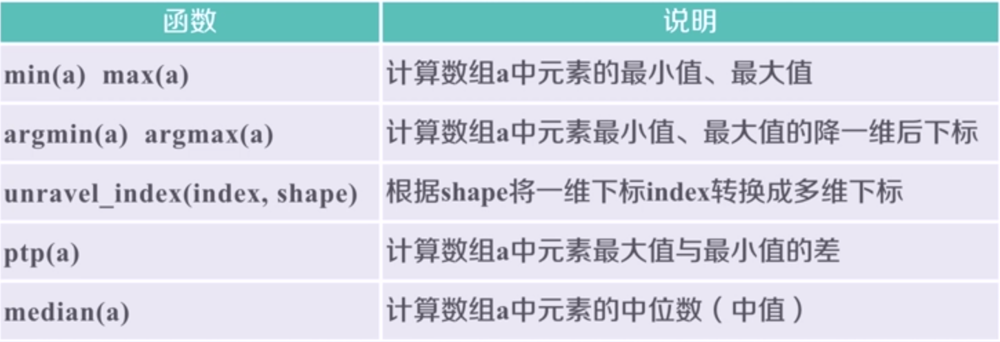 函数 说明
min(a) max(a) 计算数组a中元素的最小值、最大值
argmin(a) argmax(a) 计算数组a中元素最小值、最大值的降一维后下标
unravel_index(index, shape) 根据shape将一维下标index转换成多维下标
ptp(a) 计算数组a中元素最大值与最小值的差
median(a) 计算数组a中元素的中位数（中值）